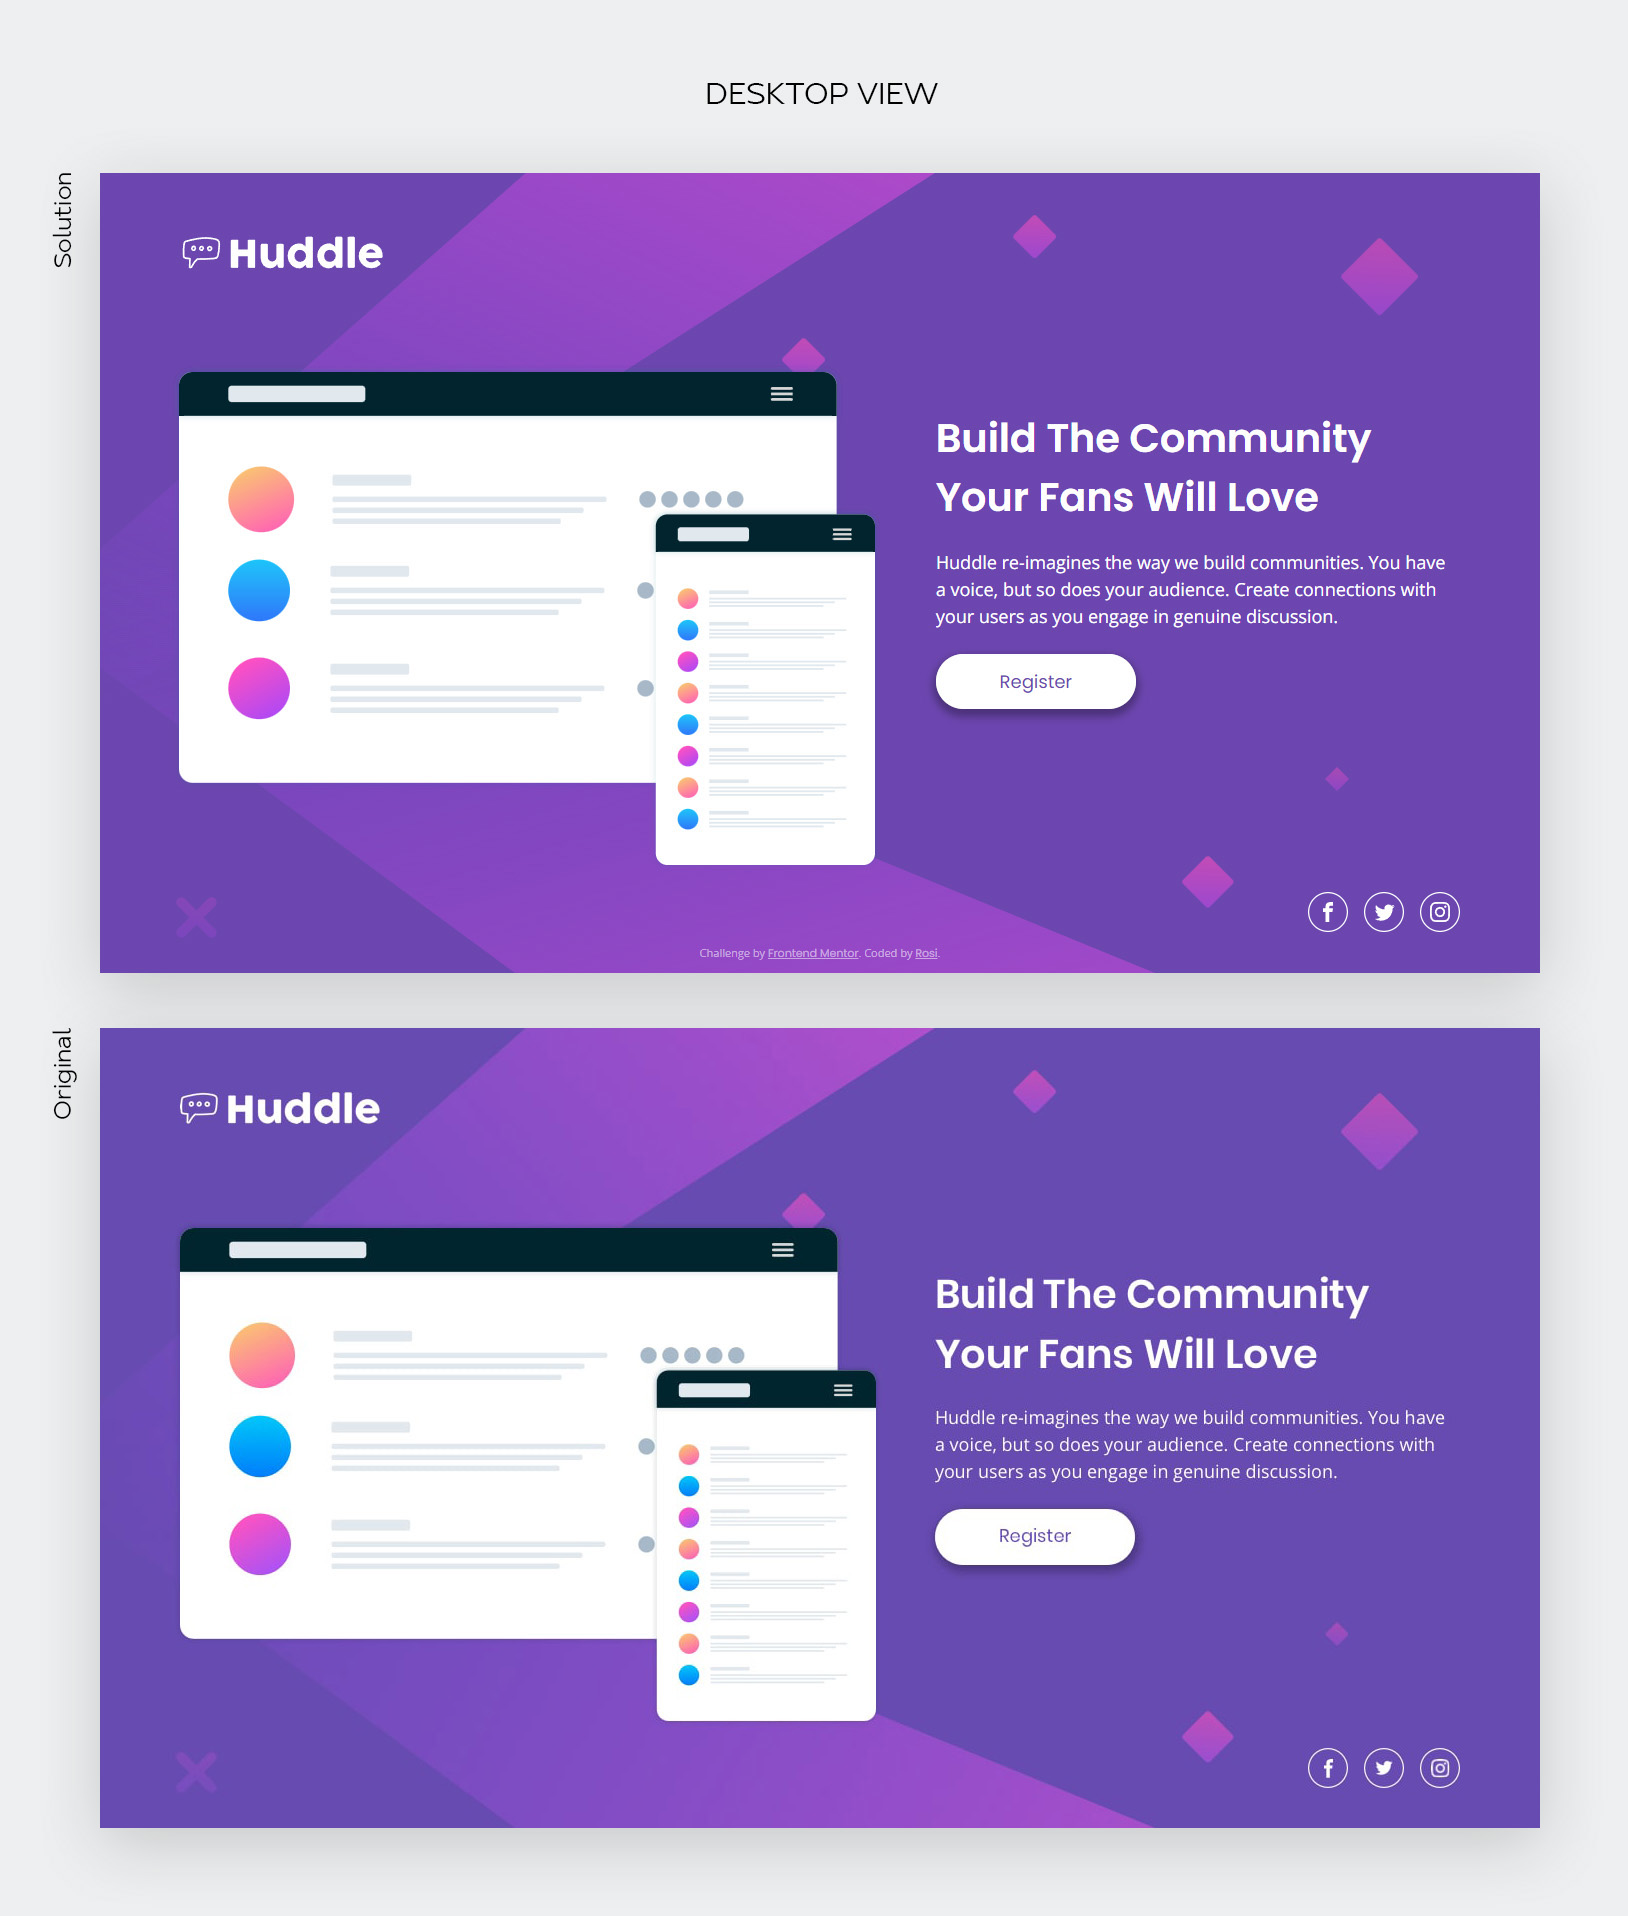 DESKTOP VIEW
Solution
Huddle
Build The Community
Your Fans Will Love
Huddle re-imagines the way we build communities. You have
a voice, but so does your audience. Create connections with
your users as you engage in genuine discussion.
Register
Challenge by Frontend Mentor. Coded by Rosi.
Original
Huddle
Build The Community
Your Fans Will Love
Huddle re-imagines the way we build communities. You have
a voice, but so does your audience. Create connections with
your users as you engage in genuine discussion.
Register